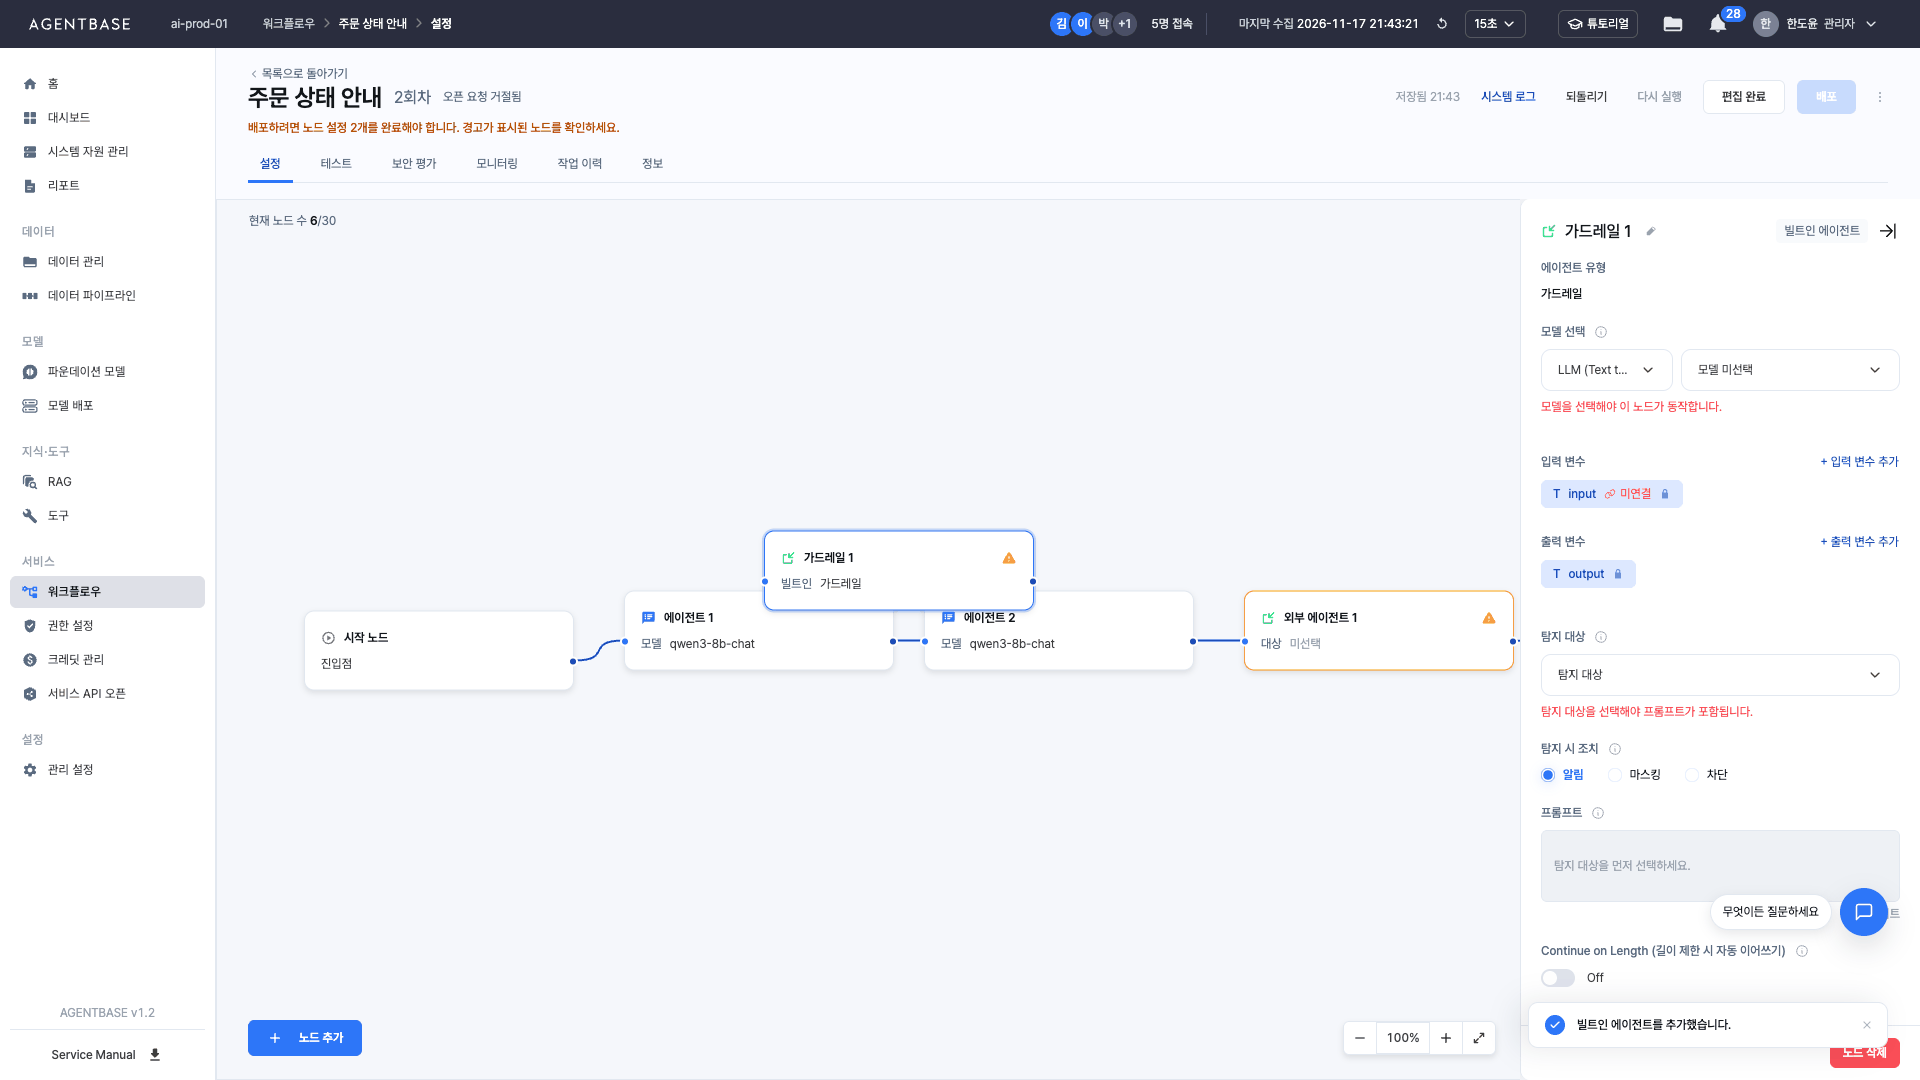 AGENTBASE
ai-prod-01
워크플로우 > 주문 상태 안내 > 설정
김 이 박 +1 5명 접속
마지막 수집 2026-11-17 21:43:21
15초
튜토리얼
28
한 한도윤 관리자
홈
대시보드
시스템 자원 관리
리포트
데이터
데이터 관리
데이터 파이프라인
모델
파운데이션 모델
모델 배포
지식·도구
RAG
도구
서비스
워크플로우
권한 설정
크레딧 관리
서비스 API 오픈
설정
관리 설정
AGENTBASE v1.2
Service Manual
목록으로 돌아가기
주문 상태 안내 2회차 오픈 요청 거절됨
배포하려면 노드 설정 2개를 완료해야 합니다. 경고가 표시된 노드를 확인하세요.
저장됨 21:43 시스템 로그 되돌리기 다시 실행 편집 완료 배포
설정 테스트 보안 평가 모니터링 작업 이력 정보
현재 노드 수 6/30
시작 노드
진입점
에이전트 1
모델 qwen3-8b-chat
가드레일 1
빌트인 가드레일
에이전트 2
모델 qwen3-8b-chat
외부 에이전트 1
대상 미선택
+ 노드 추가
− 100% +
가드레일 1
빌트인 에이전트
에이전트 유형
가드레일
모델 선택
LLM (Text t...
모델 미선택
모델을 선택해야 이 노드가 동작합니다.
입력 변수
+ 입력 변수 추가
T input 미연결
출력 변수
+ 출력 변수 추가
T output
탐지 대상
탐지 대상
탐지 대상을 선택해야 프롬프트가 포함됩니다.
탐지 시 조치
알림 마스킹 차단
프롬프트
탐지 대상을 먼저 선택하세요.
무엇이든 질문하세요
트
Continue on Length (길이 제한 시 자동 이어쓰기)
Off
빌트인 에이전트를 추가했습니다.
노드 삭제